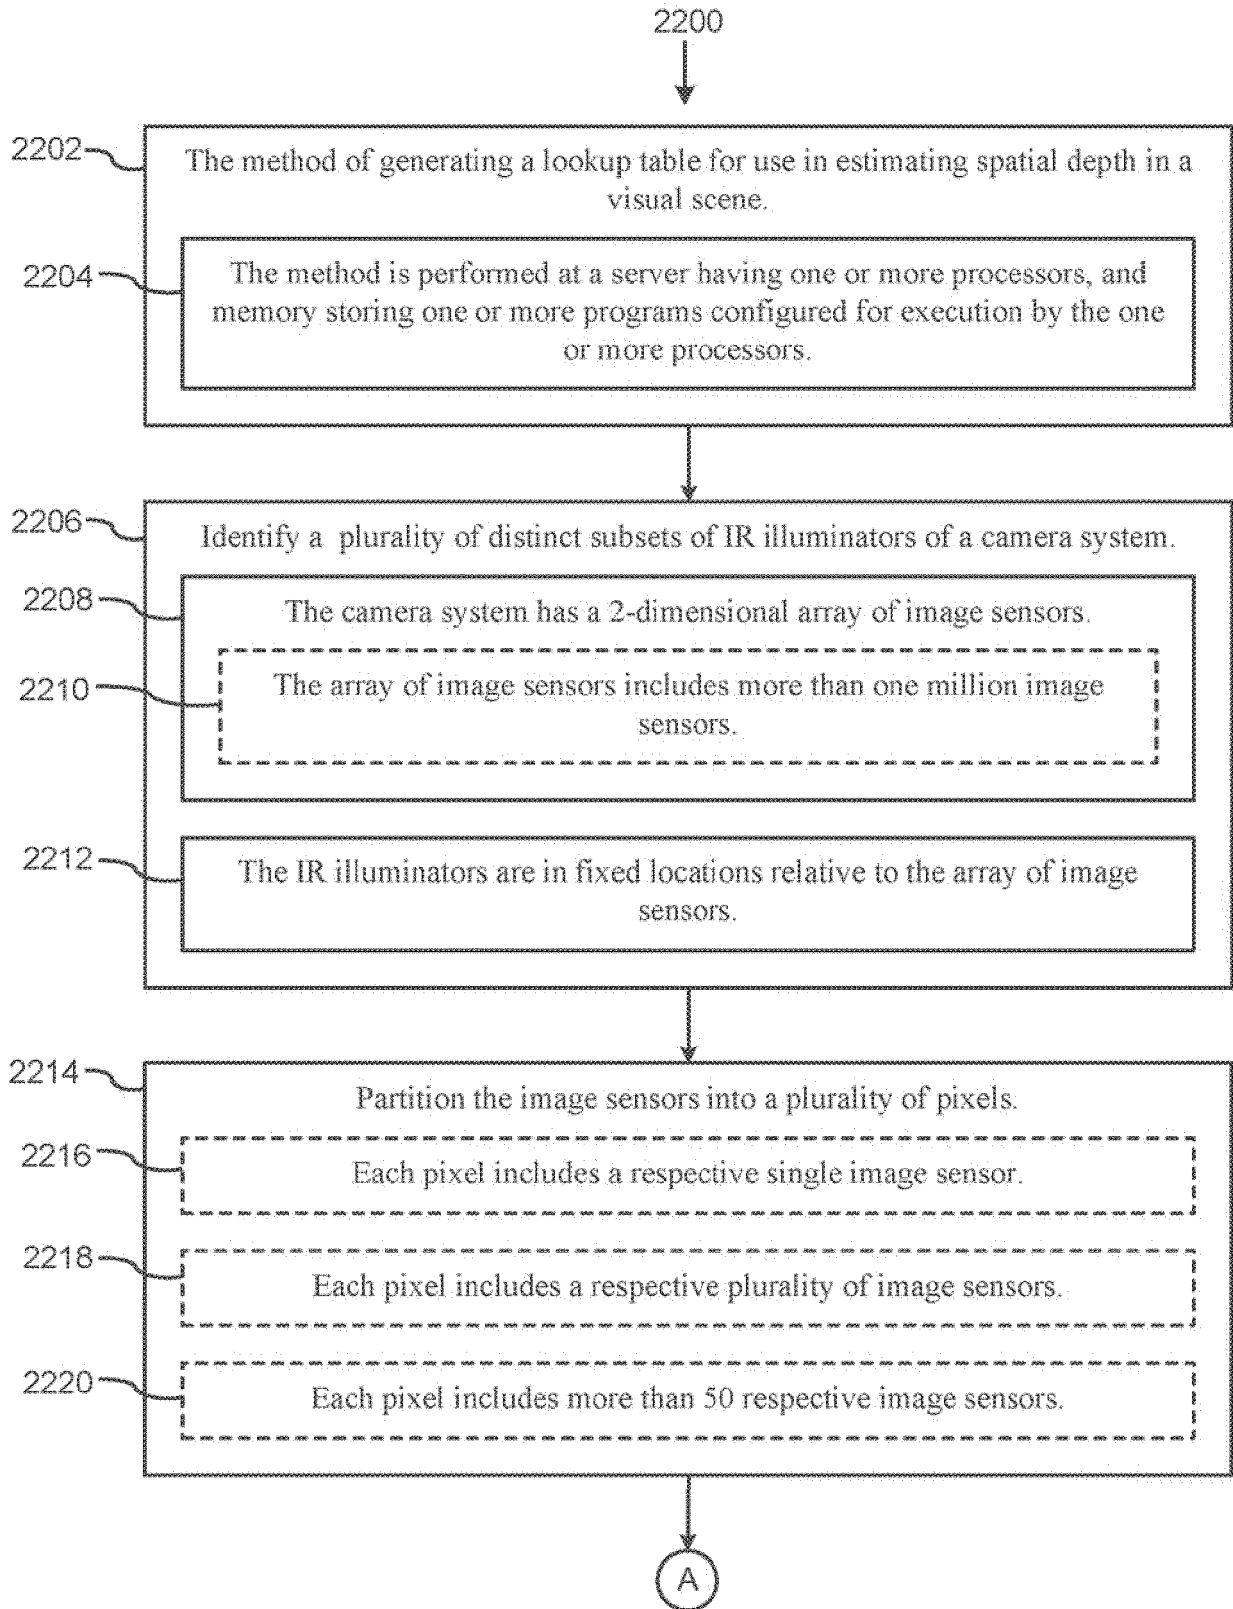 2200
2202
The method of generating a lookup table for use in estimating spatial depth in a
visual scene.
2204
The method is performed at a server having one or more processors, and
memory storing one or more programs configured for execution by the one
or more processors.
2206
Identify a plurality of distinct subsets of IR illuminators of a camera system.
2208
The camera system has a 2-dimensional array of image sensors.
2210
The array of image sensors includes more than one million image
sensors.
2212
The IR illuminators are in fixed locations relative to the array of image
sensors.
2214
Partition the image sensors into a plurality of pixels.
2216
Each pixel includes a respective single image sensor.
2218
Each pixel includes a respective plurality of image sensors.
2220
Each pixel includes more than 50 respective image sensors.
A